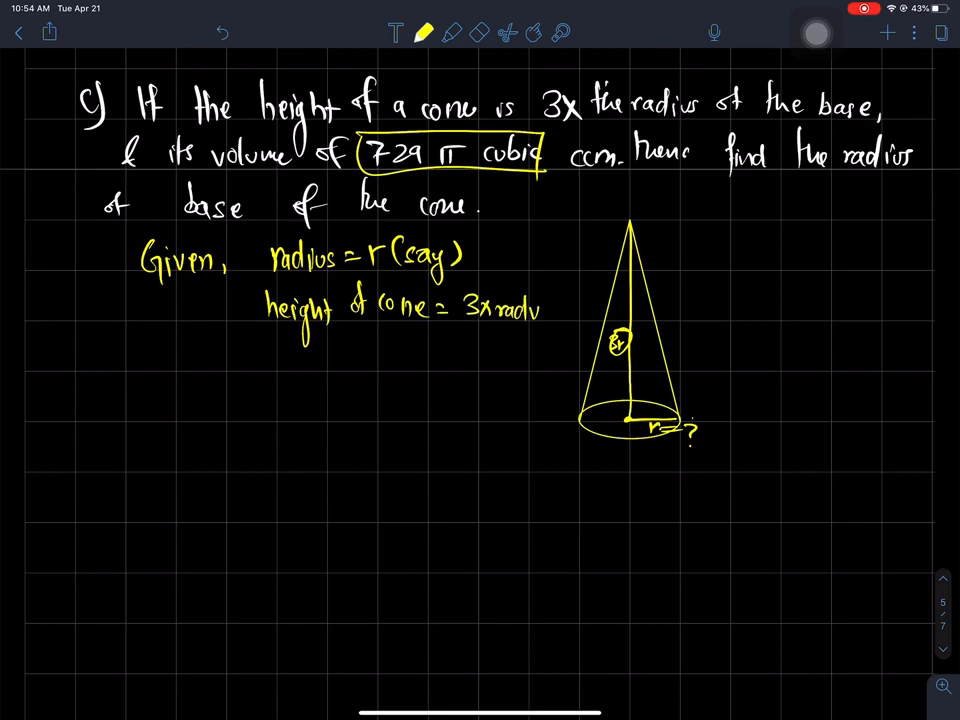 10:54 AM Tue Apr 21
43%
T
g) If the height of a cone is 3x the radius of the base,
& its volume of 729 π cubic cm. then find the radius
of base of the cone.
Given, radius = r (say)
height of cone = 3x radiu
3r
r = ?
5
/
7